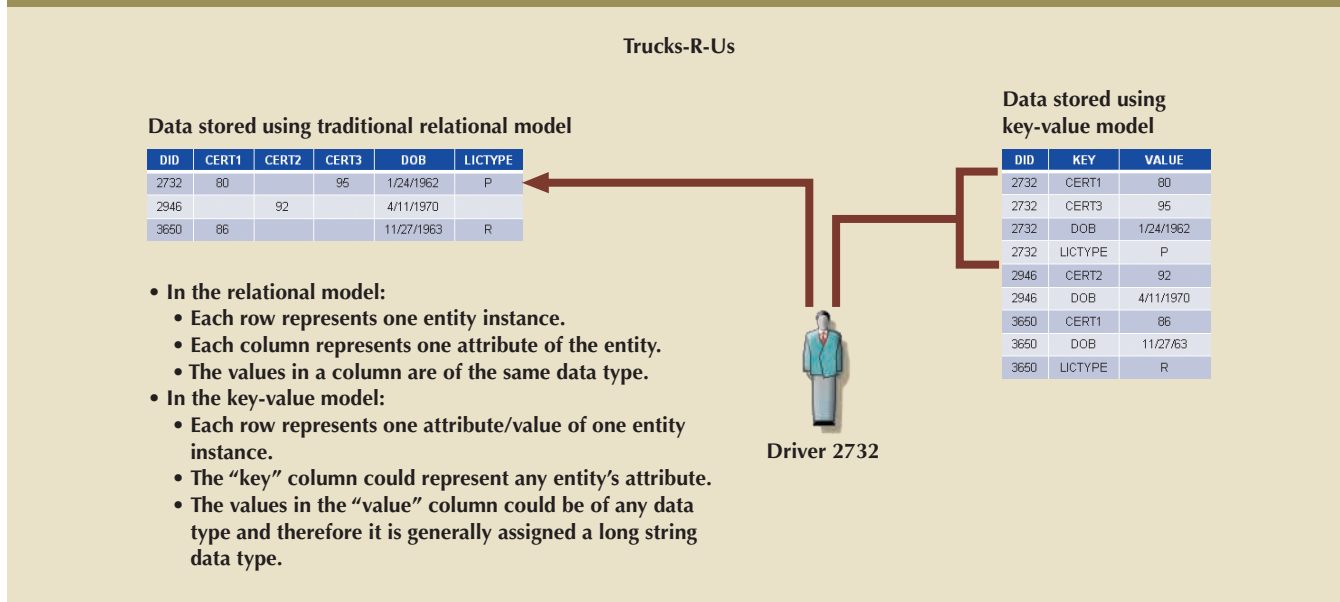 Trucks-R-Us
Data stored using traditional relational model
DID CERT1 CERT2 CERT3 DOB LICTYPE
2732 80 95 1/24/1962 P
2946 92 4/11/1970
3650 86 11/27/1963 R
• In the relational model:
• Each row represents one entity instance.
• Each column represents one attribute of the entity.
• The values in a column are of the same data type.
• In the key-value model:
• Each row represents one attribute/value of one entity
instance.
• The “key” column could represent any entity’s attribute.
• The values in the “value” column could be of any data
type and therefore it is generally assigned a long string
data type.
Driver 2732
Data stored using
key-value model
DID KEY VALUE
2732 CERT1 80
2732 CERT3 95
2732 DOB 1/24/1962
2732 LICTYPE P
2946 CERT2 92
2946 DOB 4/11/1970
3650 CERT1 86
3650 DOB 11/27/63
3650 LICTYPE R